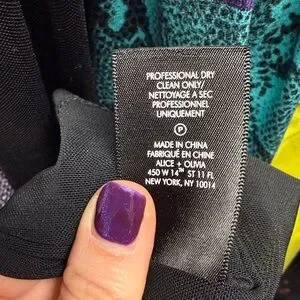 PROFESSIONAL DRY
CLEAN ONLY/
NETTOYAGE A SEC
PROFESSIONNEL
UNIQUEMENT
P
MADE IN CHINA
FABRIQUÉ EN CHINE
ALICE + OLIVIA
450 W 14TH ST 11 FL
NEW YORK, NY 10014